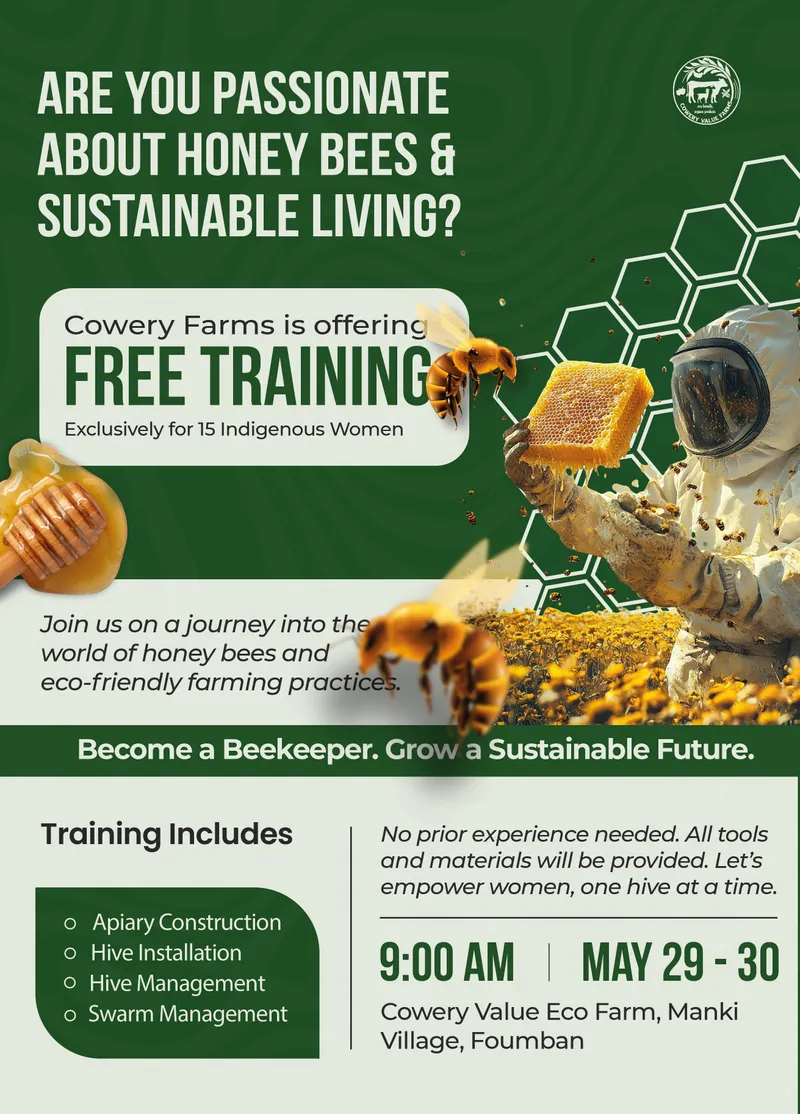 ARE YOU PASSIONATE
ABOUT HONEY BEES &
SUSTAINABLE LIVING?
COWERY VALUE FARMS
Cowery Farms is offering
FREE TRAINING
Exclusively for 15 Indigenous Women
Join us on a journey into the
world of honey bees and
eco-friendly farming practices.
Become a Beekeeper. Grow a Sustainable Future.
Training Includes
Apiary Construction
Hive Installation
Hive Management
Swarm Management
No prior experience needed. All tools
and materials will be provided. Let's
empower women, one hive at a time.
9:00 AM | MAY 29 - 30
Cowery Value Eco Farm, Manki
Village, Foumban